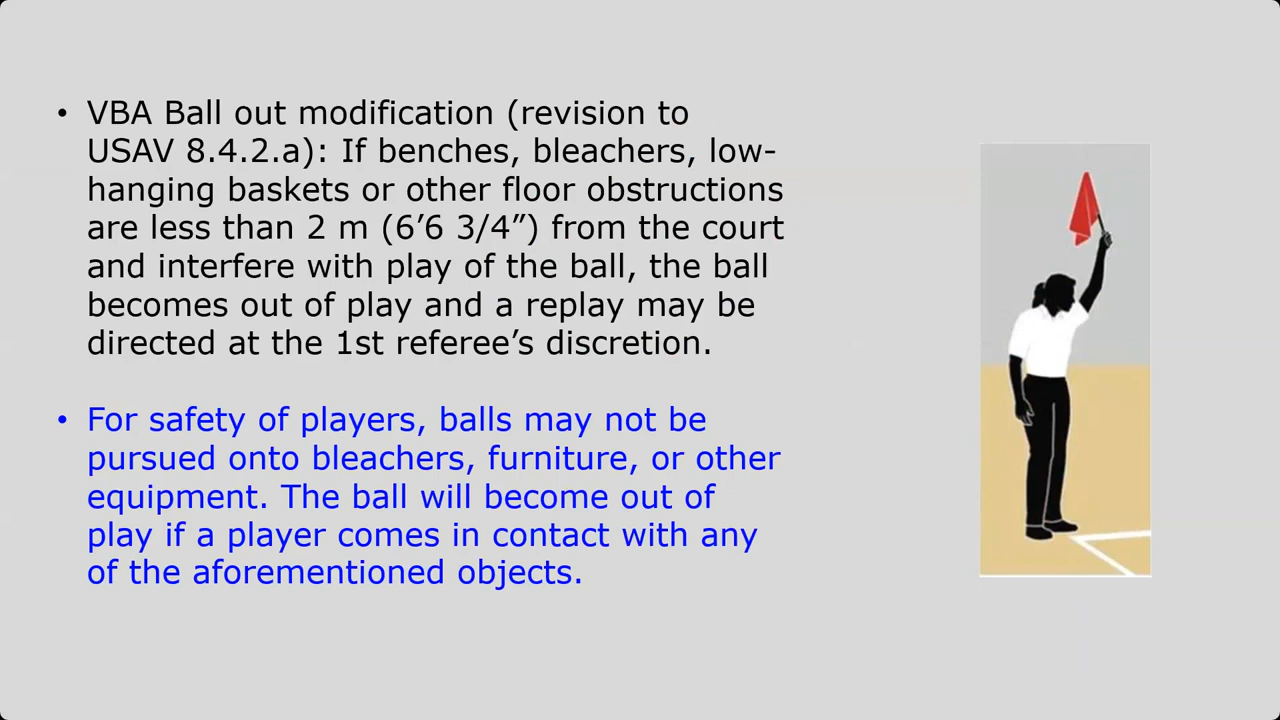 • VBA Ball out modification (revision to
USAV 8.4.2.a): If benches, bleachers, low-
hanging baskets or other floor obstructions
are less than 2 m (6’6 3/4”) from the court
and interfere with play of the ball, the ball
becomes out of play and a replay may be
directed at the 1st referee’s discretion.
• For safety of players, balls may not be
pursued onto bleachers, furniture, or other
equipment. The ball will become out of
play if a player comes in contact with any
of the aforementioned objects.